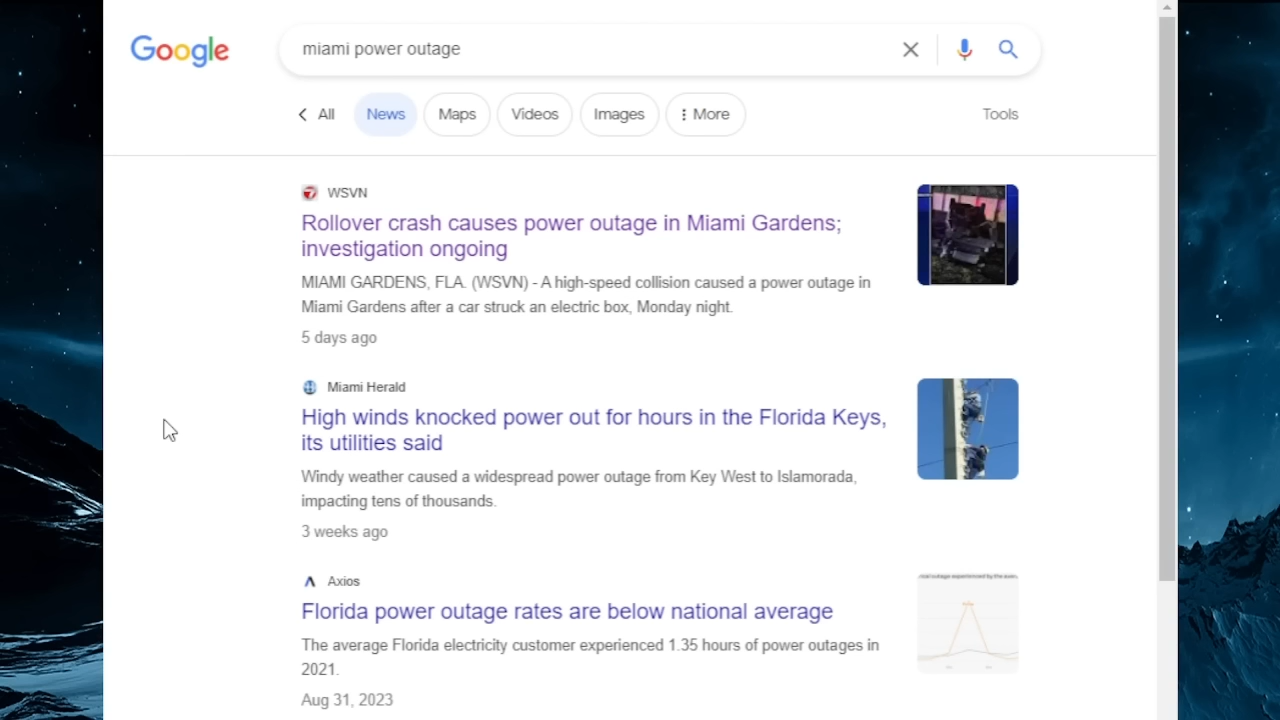 Google
miami power outage
All News Maps Videos Images More Tools
WSVN
Rollover crash causes power outage in Miami Gardens;
investigation ongoing
MIAMI GARDENS, FLA. (WSVN) - A high-speed collision caused a power outage in
Miami Gardens after a car struck an electric box, Monday night.
5 days ago
Miami Herald
High winds knocked power out for hours in the Florida Keys,
its utilities said
Windy weather caused a widespread power outage from Key West to Islamorada,
impacting tens of thousands.
3 weeks ago
Axios
Florida power outage rates are below national average
The average Florida electricity customer experienced 1.35 hours of power outages in
2021.
Aug 31, 2023